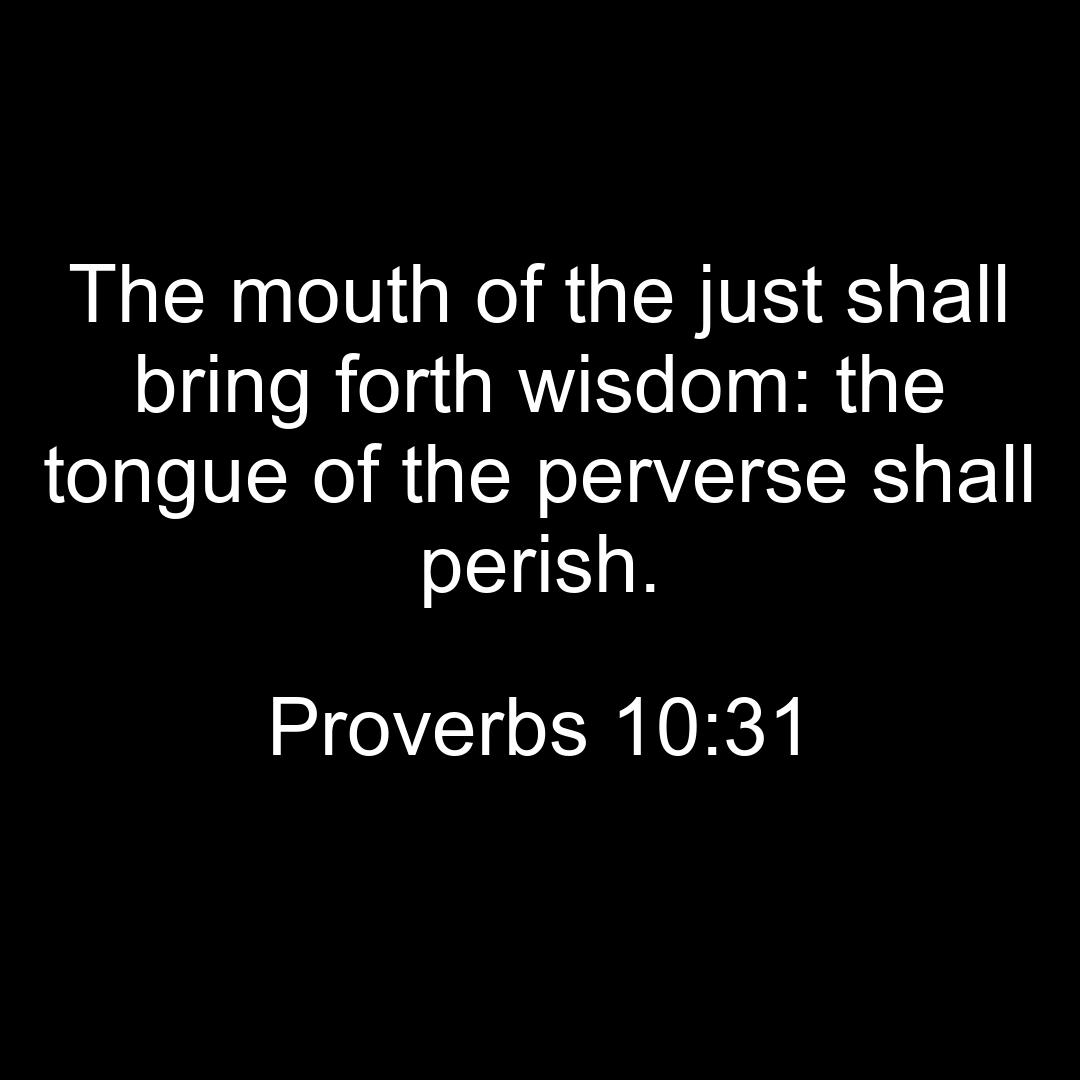 The mouth of the just shall
bring forth wisdom: the
tongue of the perverse shall
perish.
Proverbs 10:31